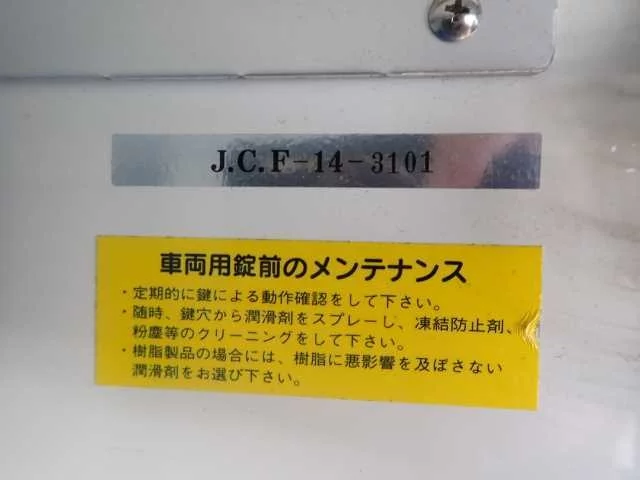 J.C.F-14-3101
車両用錠前のメンテナンス
・定期的に鍵による動作確認をして下さい。
・随時、鍵穴から潤滑剤をスプレーし、凍結防止剤、
粉塵等のクリーニングをして下さい。
・樹脂製品の場合には、樹脂に悪影響を及ぼさない
潤滑剤をお選び下さい。